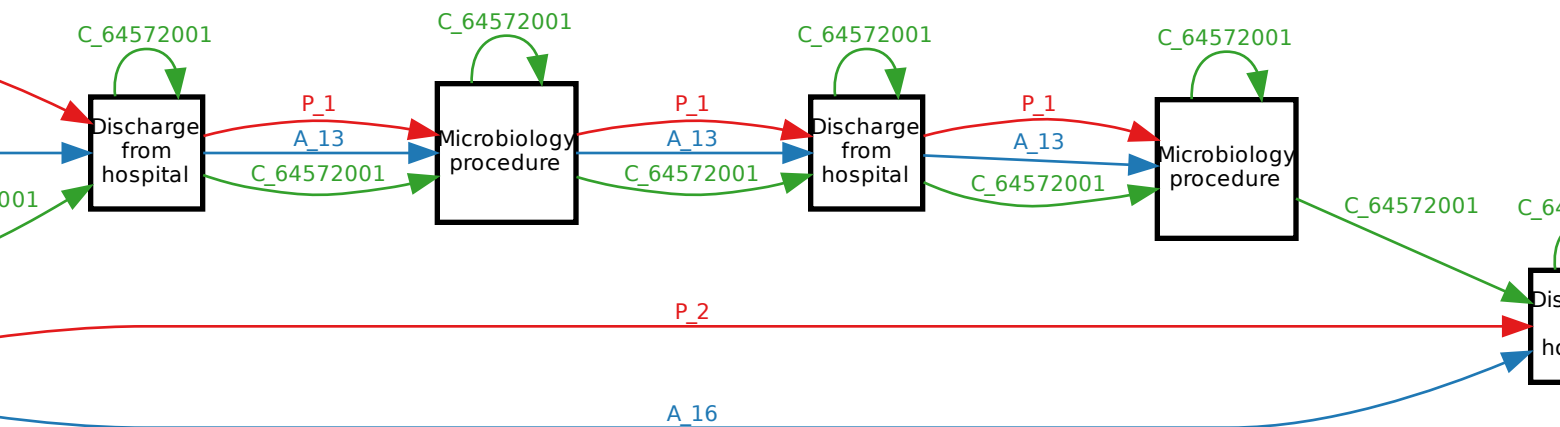 C_64572001
C_64572001
C_64572001
C_64572001
Discharge
from
hospital
P_1
A_13
C_64572001
Microbiology
procedure
P_1
A_13
C_64572001
Discharge
from
hospital
P_1
A_13
C_64572001
Microbiology
procedure
C_64572001
001
P_2
A_16